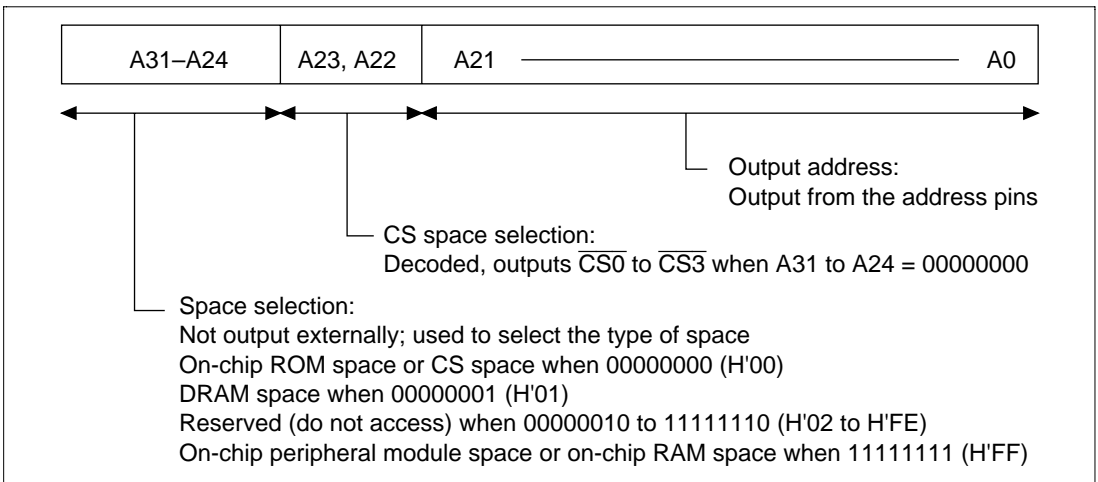 A31–A24 A23, A22 A21 A0
Output address:
Output from the address pins
CS space selection:
Decoded, outputs C̅S̅0̅ to C̅S̅3̅ when A31 to A24 = 00000000
Space selection:
Not output externally; used to select the type of space
On-chip ROM space or CS space when 00000000 (H'00)
DRAM space when 00000001 (H'01)
Reserved (do not access) when 00000010 to 11111110 (H'02 to H'FE)
On-chip peripheral module space or on-chip RAM space when 11111111 (H'FF)